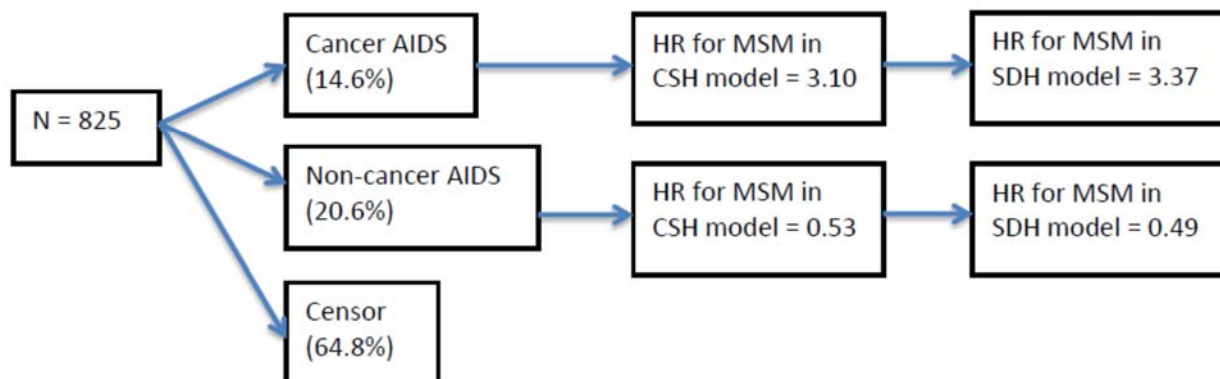 N = 825
Cancer AIDS
(14.6%)
HR for MSM in
CSH model = 3.10
HR for MSM in
SDH model = 3.37
Non-cancer AIDS
(20.6%)
HR for MSM in
CSH model = 0.53
HR for MSM in
SDH model = 0.49
Censor
(64.8%)